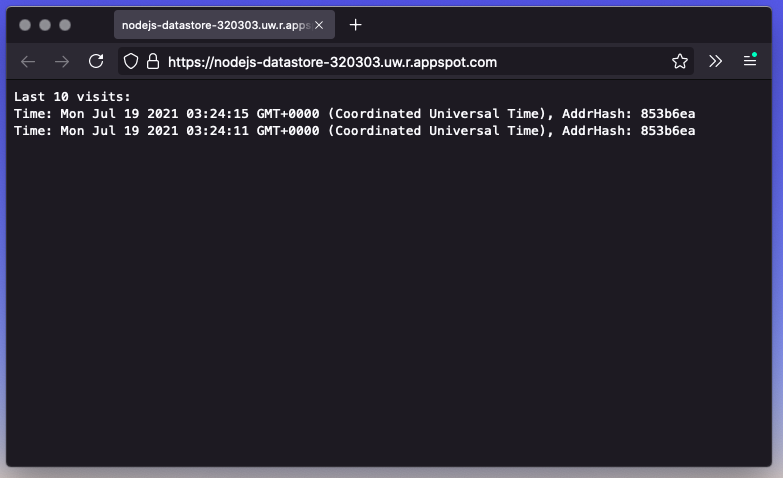 nodejs-datastore-320303.uw.r.apps
https://nodejs-datastore-320303.uw.r.appspot.com
Last 10 visits:
Time: Mon Jul 19 2021 03:24:15 GMT+0000 (Coordinated Universal Time), AddrHash: 853b6ea
Time: Mon Jul 19 2021 03:24:11 GMT+0000 (Coordinated Universal Time), AddrHash: 853b6ea